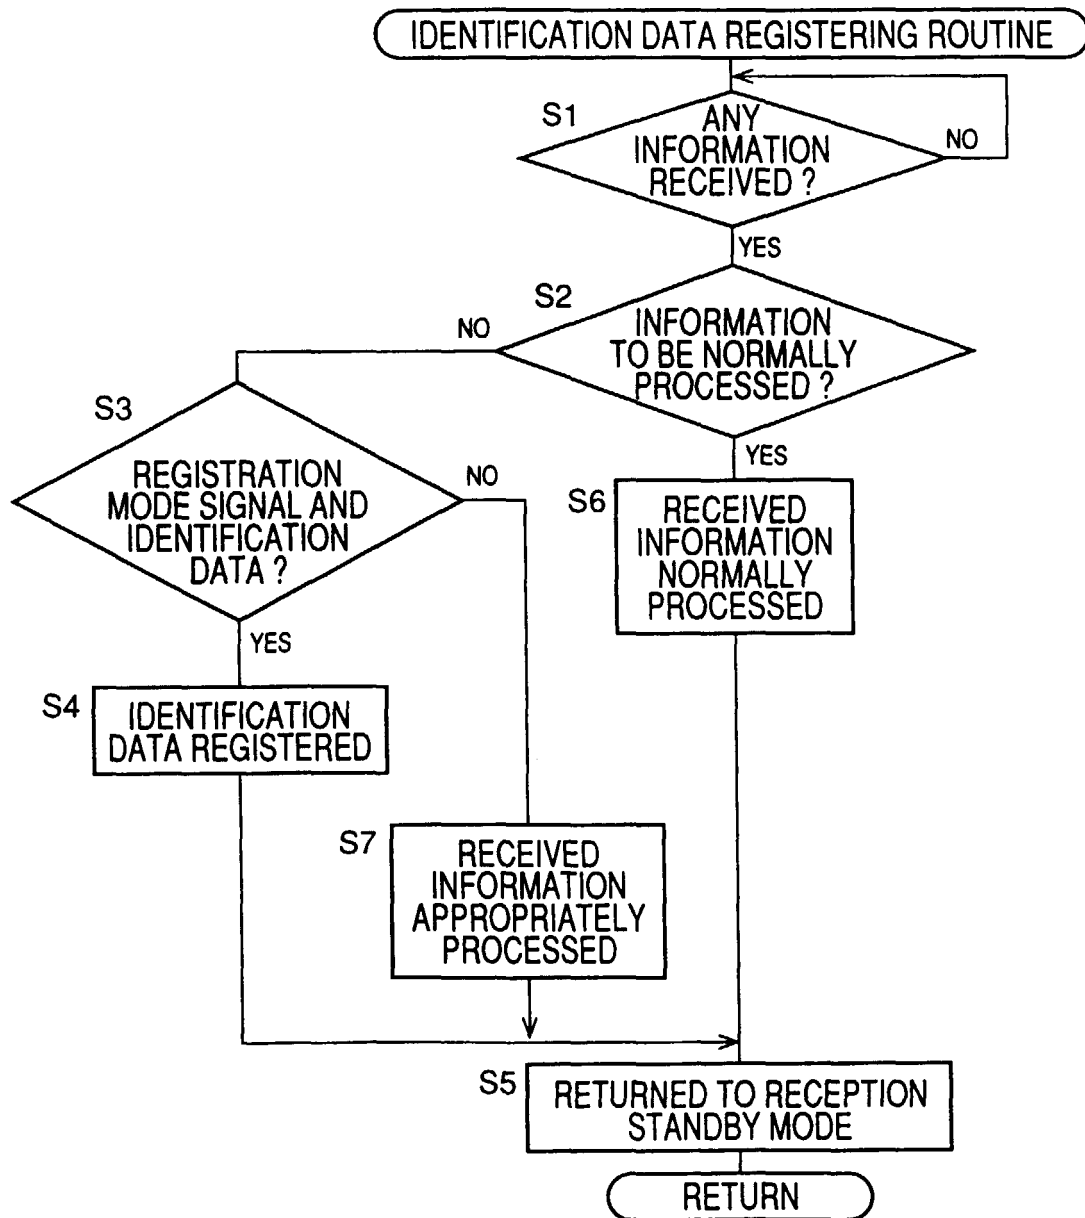 IDENTIFICATION DATA REGISTERING ROUTINE
S1
ANY
INFORMATION
RECEIVED ?
NO
YES
S2
INFORMATION
TO BE NORMALLY
PROCESSED ?
NO
YES
S3
REGISTRATION
MODE SIGNAL AND
IDENTIFICATION
DATA ?
NO
YES
S6
RECEIVED
INFORMATION
NORMALLY
PROCESSED
S4
IDENTIFICATION
DATA REGISTERED
S7
RECEIVED
INFORMATION
APPROPRIATELY
PROCESSED
S5
RETURNED TO RECEPTION
STANDBY MODE
RETURN